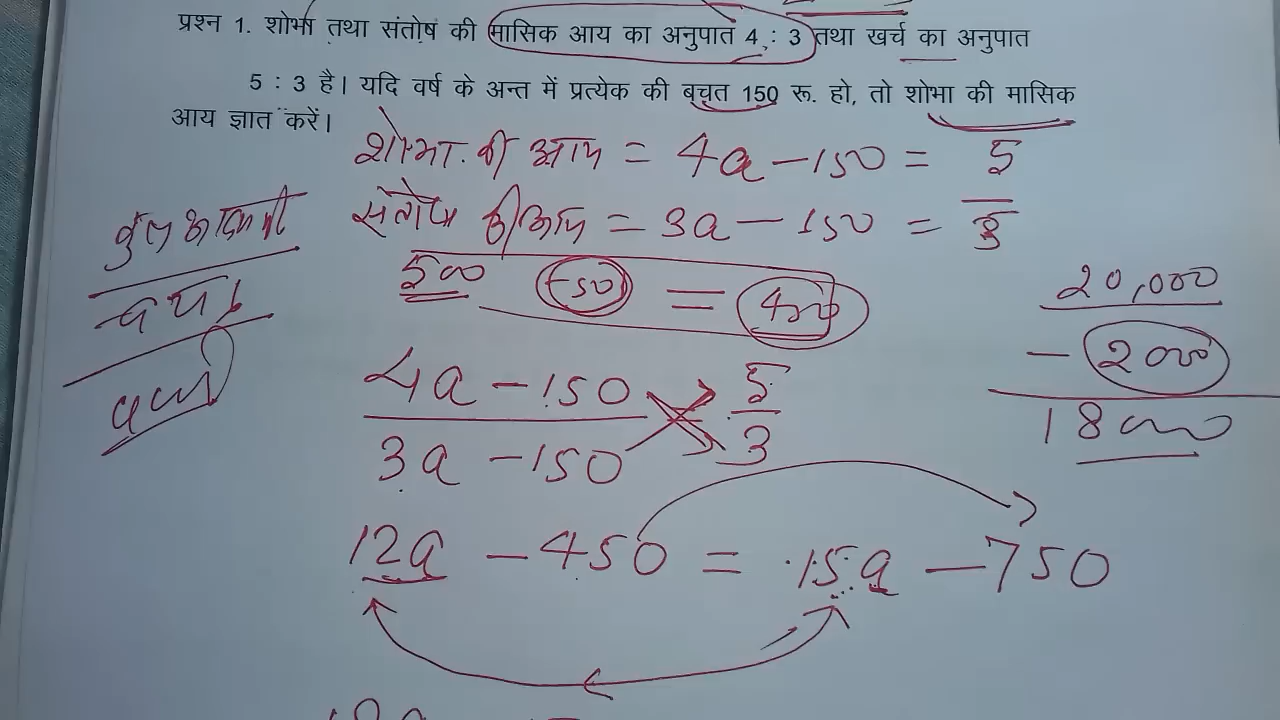 प्रश्न 1. शोभा तथा संतोष की मासिक आय का अनुपात 4 : 3 तथा खर्च का अनुपात
5 : 3 है। यदि वर्ष के अन्त में प्रत्येक की बचत 150 रू. हो, तो शोभा की मासिक
आय ज्ञात करें।
शोभा की आय = 4a - 150 = 5
संतोष की आय = 3a - 150 = 3
500
20,000
- 2000
18000
4a - 150 5
3a - 150 3
12a - 450 = 15a - 750